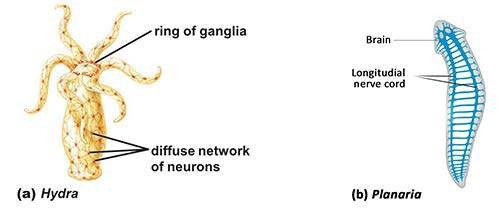 ring of ganglia
diffuse network
of neurons
(a) Hydra
Brain
Longitudial
nerve cord
(b) Planaria